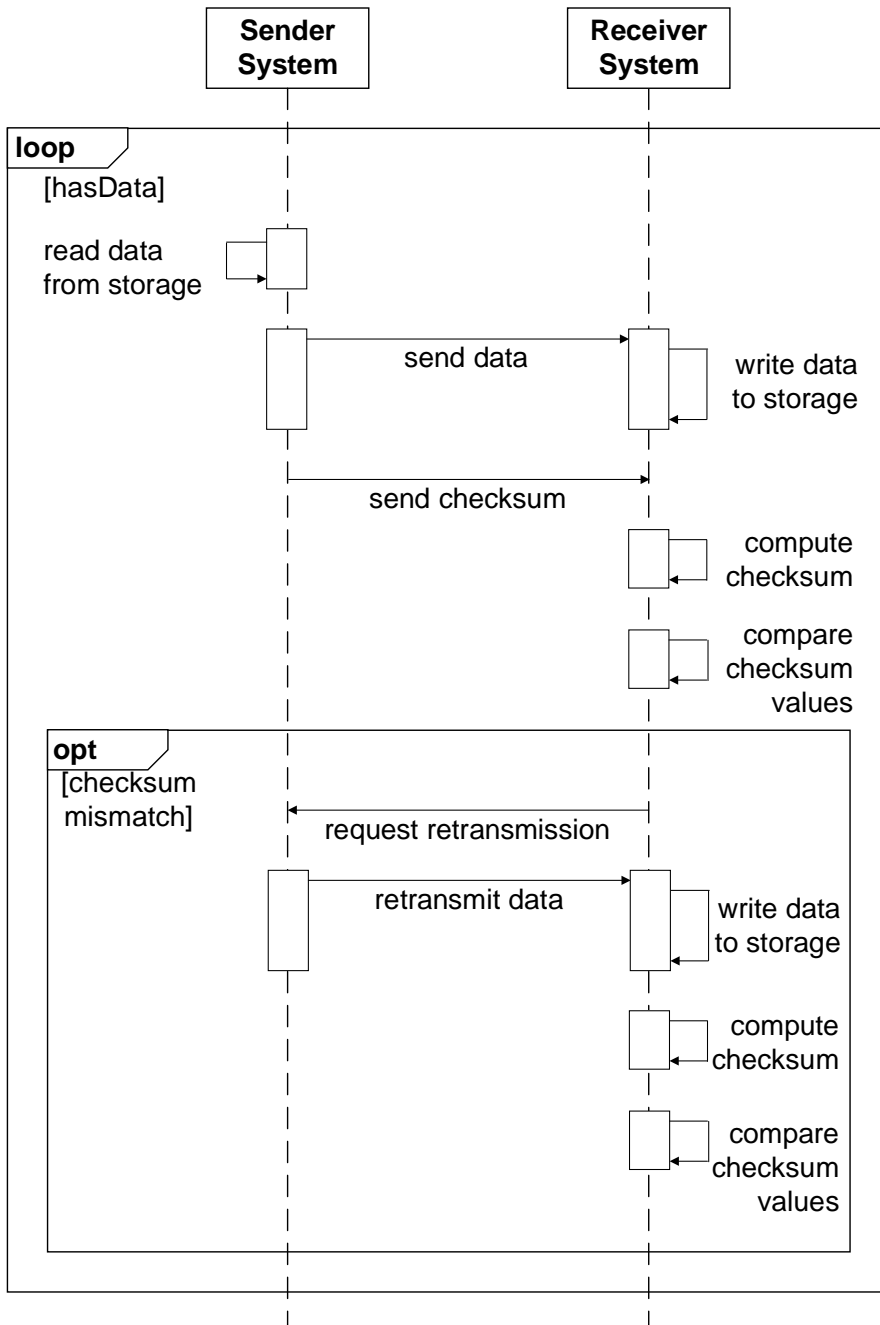 Sender
System
Receiver
System
loop
[hasData]
read data
from storage
send data
write data
to storage
send checksum
compute
checksum
compare
checksum
values
opt
[checksum
mismatch]
request retransmission
retransmit data
write data
to storage
compute
checksum
compare
checksum
values